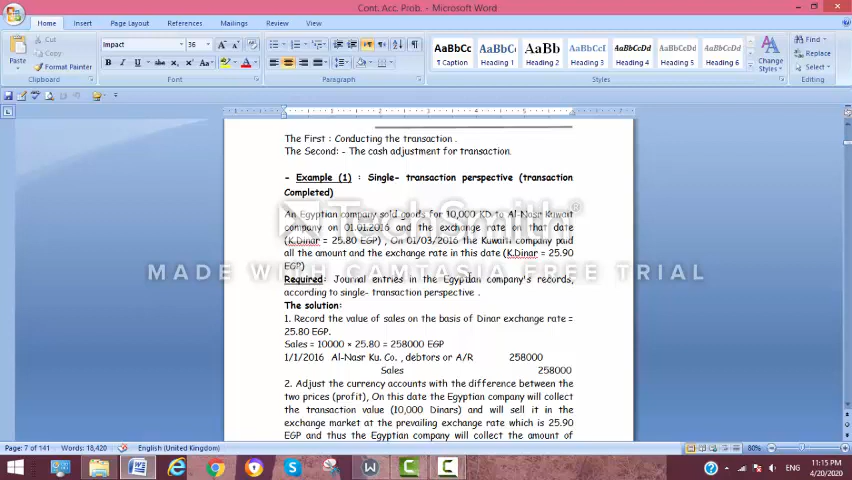 Cont. Acc. Prob. - Microsoft Word
Home Insert Page Layout References Mailings Review View
Cut
Copy
Format Painter
Paste
Clipboard
Impact 36
Font
Paragraph
AaBbCc AaBbCc AaBb AaBbCcI AaBbCcDd AaBbCcDd AaBbCcDd
¶ Caption Heading 1 Heading 2 Heading 3 Heading 4 Heading 5 Heading 6
Change Styles
Styles
Find
Replace
Select
Editing
The First : Conducting the transaction .
The Second: - The cash adjustment for transaction.
- Example (1) : Single- transaction perspective (transaction
Completed)
An Egyptian company sold goods for 10,000 KD to Al-Nasr Kuwait
company on 01.01.2016 and the exchange rate on that date
(K.Dinar = 25.80 EGP) , On 01/03/2016 the Kuwaiti company paid
all the amount and the exchange rate in this date (K.Dinar = 25.90
EGP)
Required: Journal entries in the Egyptian company's records,
according to single- transaction perspective .
The solution:
1. Record the value of sales on the basis of Dinar exchange rate =
25.80 EGP.
Sales = 10000 × 25.80 = 258000 EGP
1/1/2016 Al-Nasr Ku. Co. , debtors or A/R 258000
Sales 258000
2. Adjust the currency accounts with the difference between the
two prices (profit), On this date the Egyptian company will collect
the transaction value (10,000 Dinars) and will sell it in the
exchange market at the prevailing exchange rate which is 25.90
EGP and thus the Egyptian company will collect the amount of
TechSmith®
MADE WITH CAMTASIA FREE TRIAL
Page: 7 of 141 Words: 18,420 English (United Kingdom) 80%
ENG 11:15 PM
4/20/2020